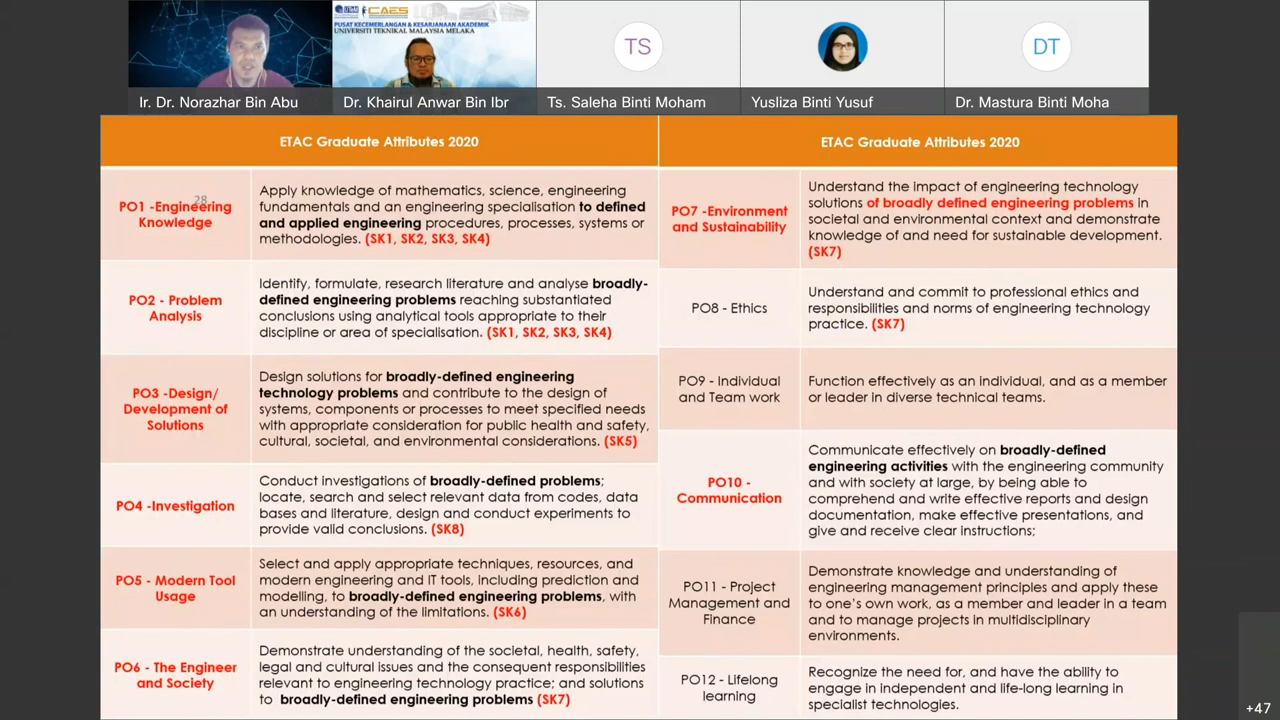 UTeM CAES
PUSAT KECEMERLANGAN & KESARJANAAN AKADEMIK
UNIVERSITI TEKNIKAL MALAYSIA MELAKA
TS
DT
Ir. Dr. Norazhar Bin Abu
Dr. Khairul Anwar Bin Ibr
Ts. Saleha Binti Moham
Yusliza Binti Yusuf
Dr. Mastura Binti Moha
ETAC Graduate Attributes 2020
28
PO1 -Engineering
Knowledge
Apply knowledge of mathematics, science, engineering
fundamentals and an engineering specialisation to defined
and applied engineering procedures, processes, systems or
methodologies. (SK1, SK2, SK3, SK4)
PO2 - Problem
Analysis
Identify, formulate, research literature and analyse broadly-
defined engineering problems reaching substantiated
conclusions using analytical tools appropriate to their
discipline or area of specialisation. (SK1, SK2, SK3, SK4)
PO3 -Design/
Development of
Solutions
Design solutions for broadly-defined engineering
technology problems and contribute to the design of
systems, components or processes to meet specified needs
with appropriate consideration for public health and safety,
cultural, societal, and environmental considerations. (SK5)
PO4 -Investigation
Conduct investigations of broadly-defined problems;
locate, search and select relevant data from codes, data
bases and literature, design and conduct experiments to
provide valid conclusions. (SK8)
PO5 - Modern Tool
Usage
Select and apply appropriate techniques, resources, and
modern engineering and IT tools, including prediction and
modelling, to broadly-defined engineering problems, with
an understanding of the limitations. (SK6)
PO6 - The Engineer
and Society
Demonstrate understanding of the societal, health, safety,
legal and cultural issues and the consequent responsibilities
relevant to engineering technology practice; and solutions
to broadly-defined engineering problems (SK7)
ETAC Graduate Attributes 2020
PO7 -Environment
and Sustainability
Understand the impact of engineering technology
solutions of broadly defined engineering problems in
societal and environmental context and demonstrate
knowledge of and need for sustainable development.
(SK7)
PO8 - Ethics
Understand and commit to professional ethics and
responsibilities and norms of engineering technology
practice. (SK7)
PO9 - Individual
and Team work
Function effectively as an individual, and as a member
or leader in diverse technical teams.
PO10 -
Communication
Communicate effectively on broadly-defined
engineering activities with the engineering community
and with society at large, by being able to
comprehend and write effective reports and design
documentation, make effective presentations, and
give and receive clear instructions;
PO11 - Project
Management and
Finance
Demonstrate knowledge and understanding of
engineering management principles and apply these
to one's own work, as a member and leader in a team
and to manage projects in multidisciplinary
environments.
PO12 - Lifelong
learning
Recognize the need for, and have the ability to
engage in independent and life-long learning in
specialist technologies.
+47